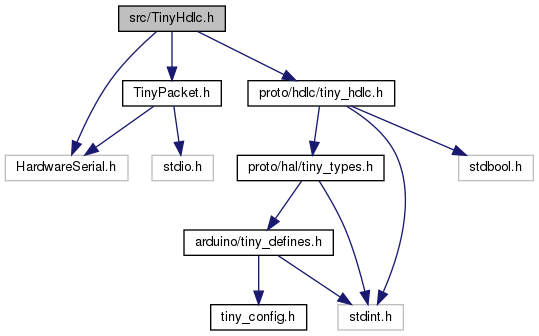 src/TinyHdlc.h
TinyPacket.h
proto/hdlc/tiny_hdlc.h
HardwareSerial.h
stdio.h
proto/hal/tiny_types.h
stdbool.h
arduino/tiny_defines.h
tiny_config.h
stdint.h